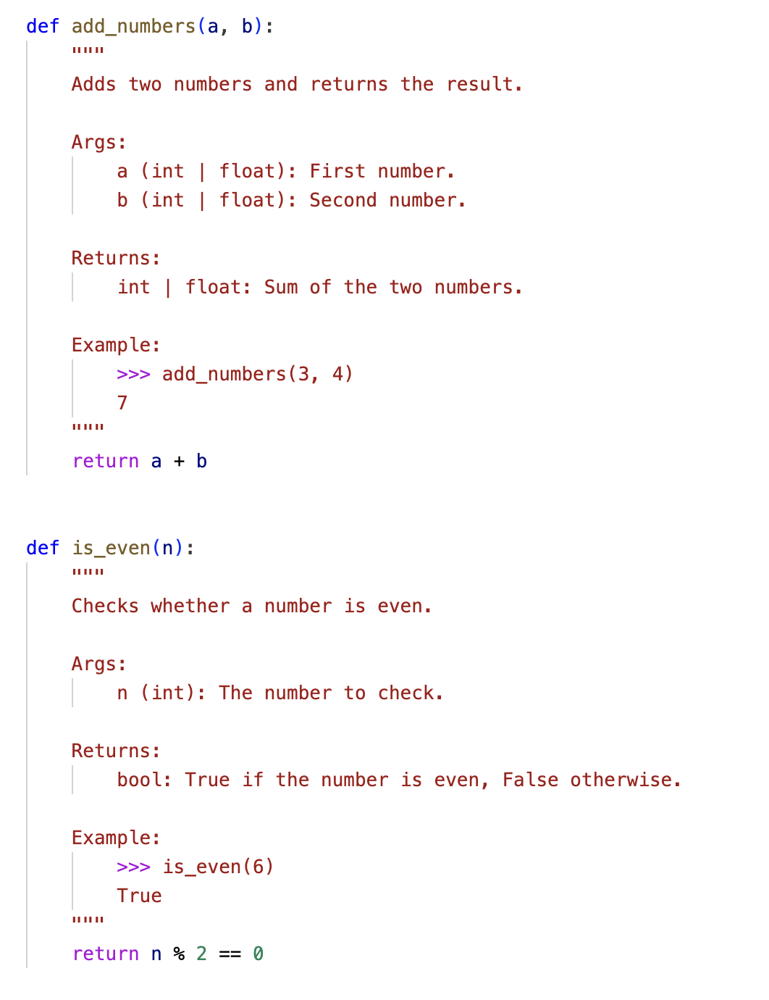 def add_numbers(a, b):
    """
    Adds two numbers and returns the result.

    Args:
        a (int | float): First number.
        b (int | float): Second number.

    Returns:
        int | float: Sum of the two numbers.

    Example:
        >>> add_numbers(3, 4)
        7
    """
    return a + b


def is_even(n):
    """
    Checks whether a number is even.

    Args:
        n (int): The number to check.

    Returns:
        bool: True if the number is even, False otherwise.

    Example:
        >>> is_even(6)
        True
    """
    return n % 2 == 0